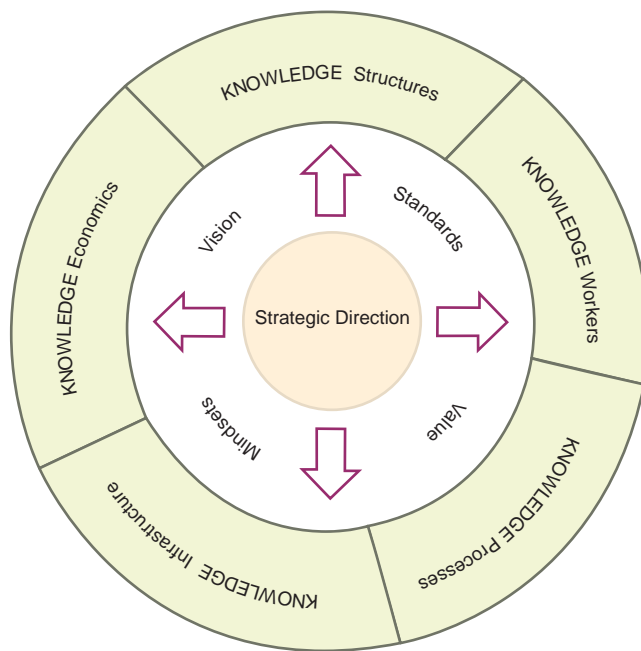 KNOWLEDGE Structures
KNOWLEDGE Workers
KNOWLEDGE Processes
KNOWLEDGE Infrastructure
KNOWLEDGE Economics
Vision
Standards
Value
Mindsets
Strategic Direction